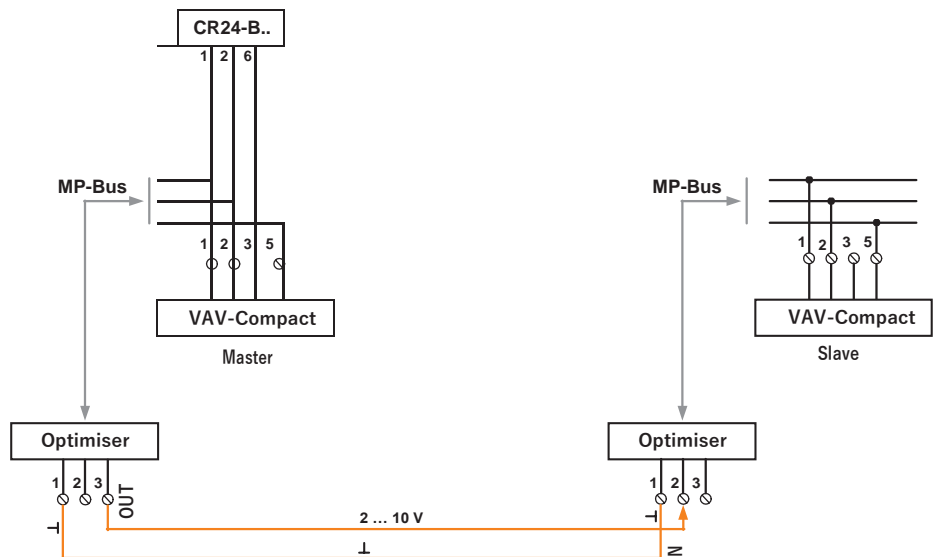 CR24-B..
1 2 6
MP-Bus
MP-Bus
1 2 3 5
1 2 3 5
VAV-Compact
VAV-Compact
Master
Slave
Optimiser
Optimiser
1 2 3
1 2 3
OUT
2 ... 10 V
⊥
⊥
⊥
N